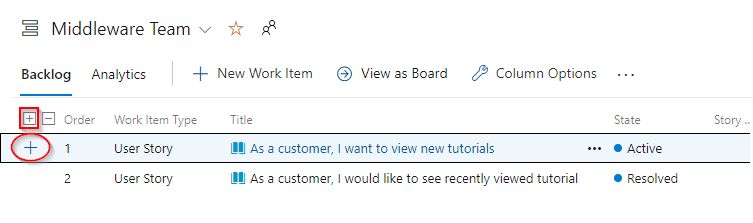 Middleware Team
Backlog Analytics New Work Item View as Board Column Options ...
Order Work Item Type Title State Story ..
1 User Story As a customer, I want to view new tutorials ... Active
2 User Story As a customer, I would like to see recently viewed tutorial Resolved